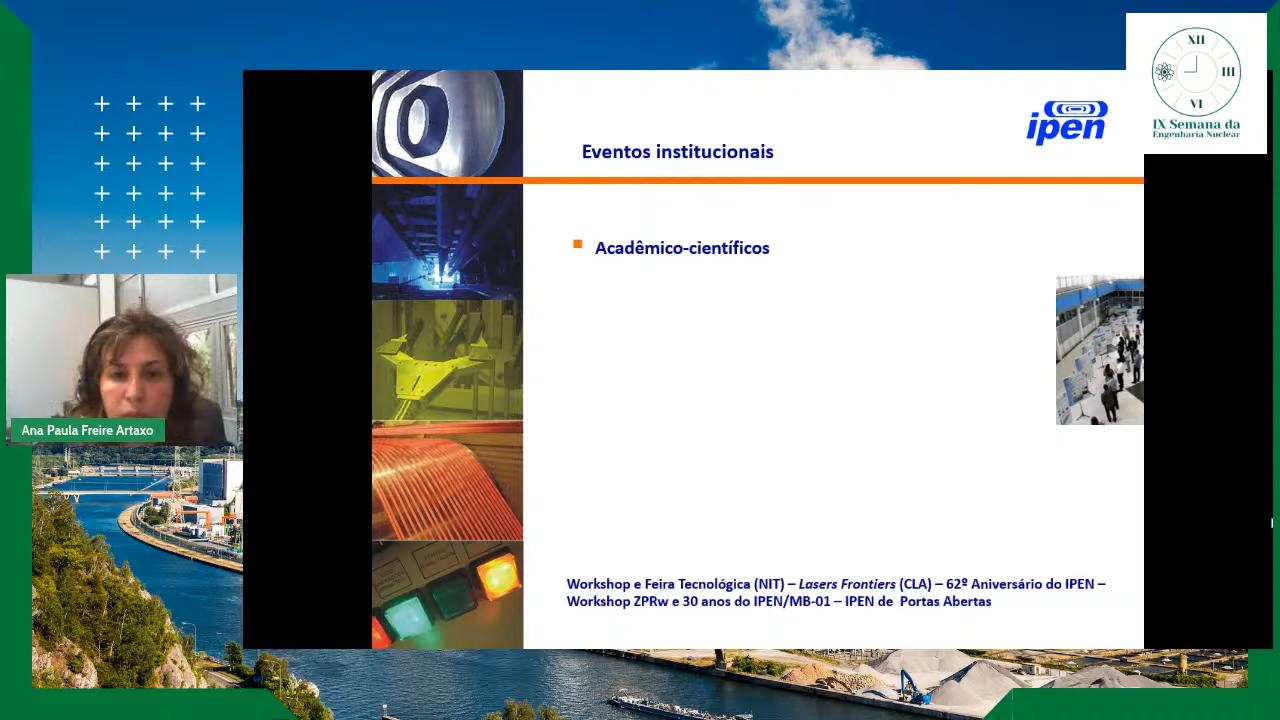 XII
III
VI
IX Semana da
Engenharia Nuclear
ipen
Eventos institucionais
Acadêmico-científicos
Ana Paula Freire Artaxo
Workshop e Feira Tecnológica (NIT) – Lasers Frontiers (CLA) – 62º Aniversário do IPEN –
Workshop ZPRw e 30 anos do IPEN/MB-01 – IPEN de Portas Abertas